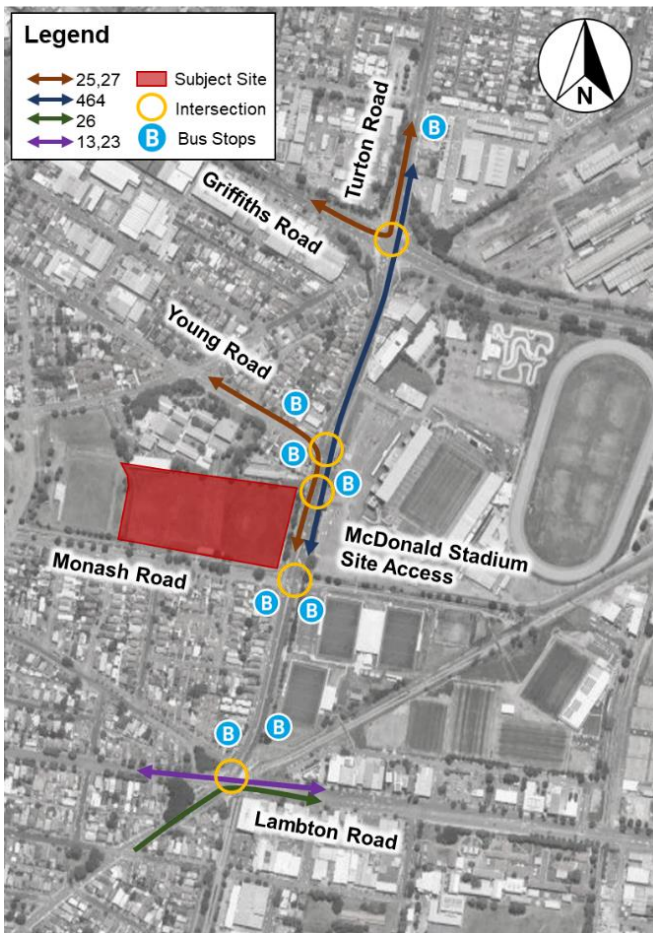 Legend
25,27
464
26
13,23
Subject Site
Intersection
B Bus Stops
N
Turton Road
B
Griffiths Road
Young Road
B
B
B
McDonald Stadium
Site Access
Monash Road
B
B
B
B
Lambton Road